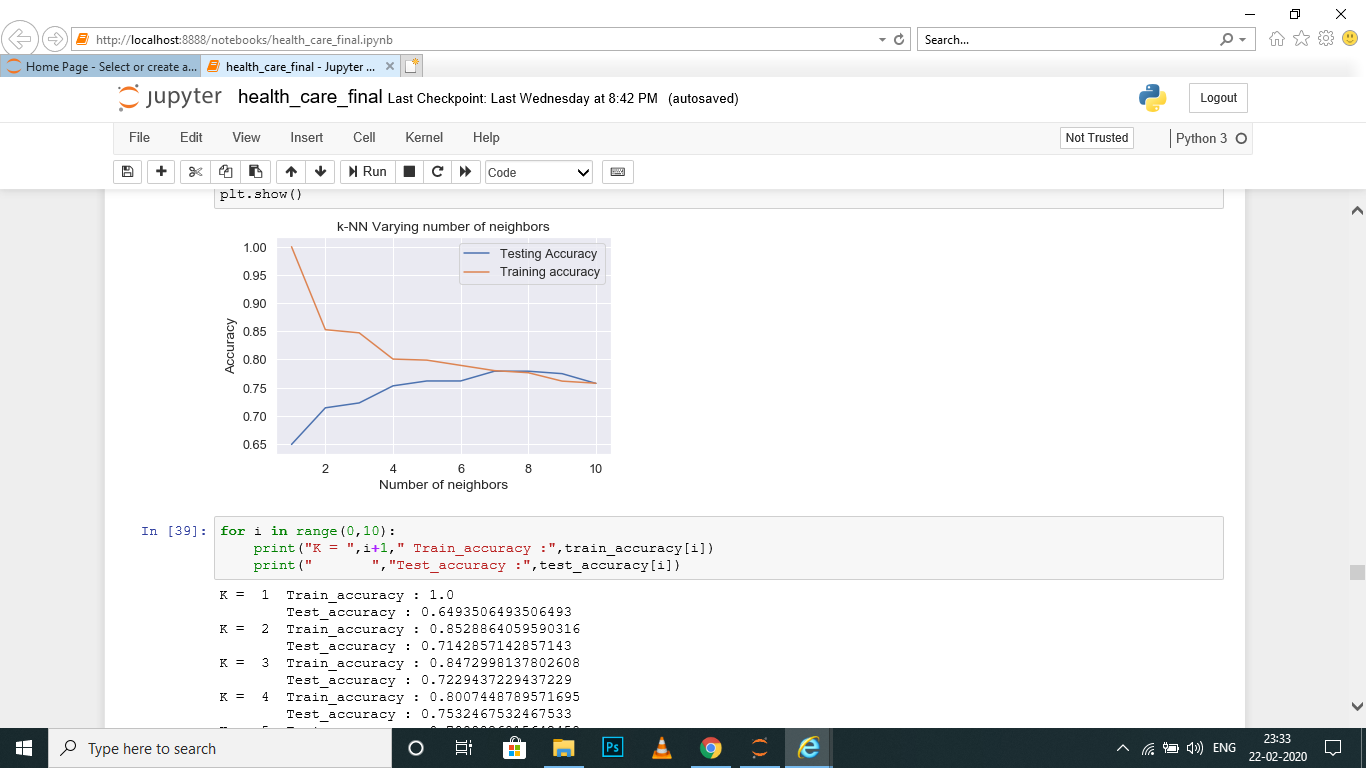 http://localhost:8888/notebooks/health_care_final.ipynb
Search...
Home Page - Select or create a...
health_care_final - Jupyter ...
jupyter health_care_final Last Checkpoint: Last Wednesday at 8:42 PM (autosaved)
Logout
File Edit View Insert Cell Kernel Help
Not Trusted
Python 3
Run
Code
plt.show()
k-NN Varying number of neighbors
Testing Accuracy
Training accuracy
1.00
0.95
0.90
0.85
0.80
0.75
0.70
0.65
Accuracy
2 4 6 8 10
Number of neighbors
In [39]: for i in range(0,10):
print("K = ",i+1," Train_accuracy :",train_accuracy[i])
print("       ","Test_accuracy :",test_accuracy[i])
K =  1  Train_accuracy : 1.0
Test_accuracy : 0.6493506493506493
K =  2  Train_accuracy : 0.8528864059590316
Test_accuracy : 0.7142857142857143
K =  3  Train_accuracy : 0.8472998137802608
Test_accuracy : 0.7229437229437229
K =  4  Train_accuracy : 0.8007448789571695
Test_accuracy : 0.7532467532467533
Type here to search
Ps
ENG
23:33
22-02-2020